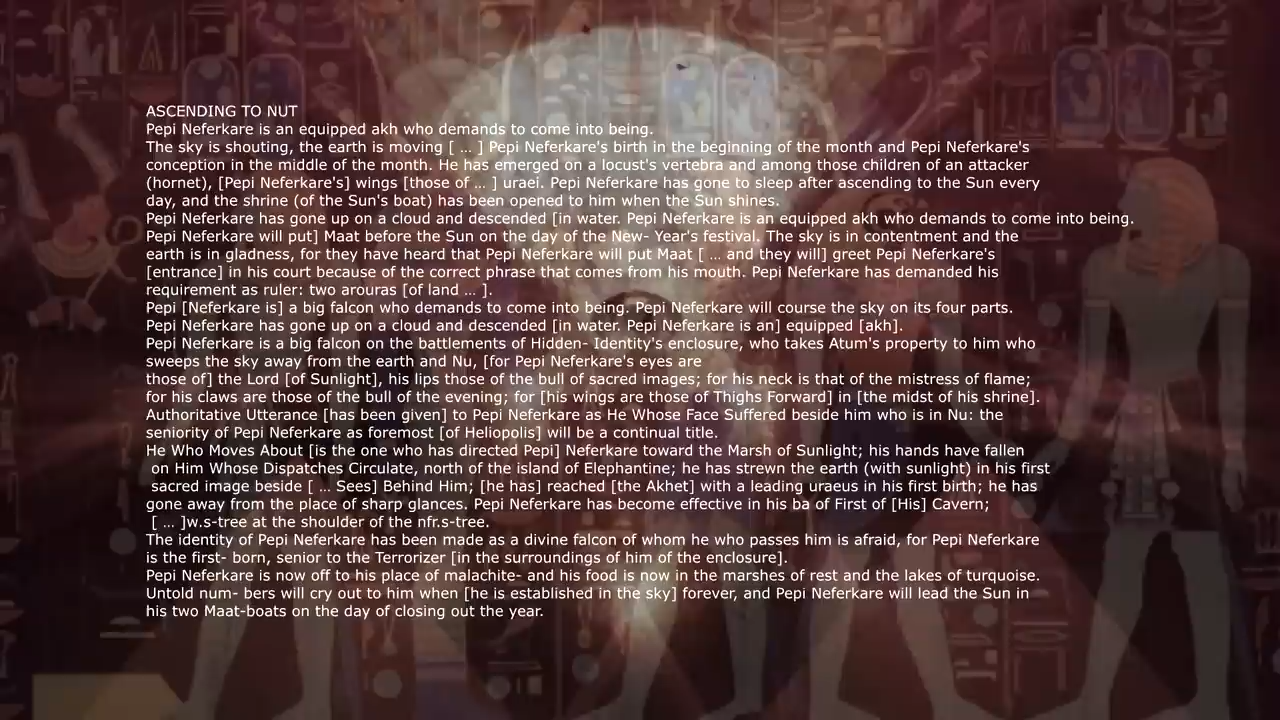 ASCENDING TO NUT
Pepi Neferkare is an equipped akh who demands to come into being.
The sky is shouting, the earth is moving [ ... ] Pepi Neferkare's birth in the beginning of the month and Pepi Neferkare's
conception in the middle of the month. He has emerged on a locust's vertebra and among those children of an attacker
(hornet), [Pepi Neferkare's] wings [those of ... ] uraei. Pepi Neferkare has gone to sleep after ascending to the Sun every
day, and the shrine (of the Sun's boat) has been opened to him when the Sun shines.
Pepi Neferkare has gone up on a cloud and descended [in water. Pepi Neferkare is an equipped akh who demands to come into being.
Pepi Neferkare will put] Maat before the Sun on the day of the New- Year's festival. The sky is in contentment and the
earth is in gladness, for they have heard that Pepi Neferkare will put Maat [ ... and they will] greet Pepi Neferkare's
[entrance] in his court because of the correct phrase that comes from his mouth. Pepi Neferkare has demanded his
requirement as ruler: two arouras [of land ... ].
Pepi [Neferkare is] a big falcon who demands to come into being. Pepi Neferkare will course the sky on its four parts.
Pepi Neferkare has gone up on a cloud and descended [in water. Pepi Neferkare is an] equipped [akh].
Pepi Neferkare is a big falcon on the battlements of Hidden- Identity's enclosure, who takes Atum's property to him who
sweeps the sky away from the earth and Nu, [for Pepi Neferkare's eyes are
those of] the Lord [of Sunlight], his lips those of the bull of sacred images; for his neck is that of the mistress of flame;
for his claws are those of the bull of the evening; for [his wings are those of Thighs Forward] in [the midst of his shrine].
Authoritative Utterance [has been given] to Pepi Neferkare as He Whose Face Suffered beside him who is in Nu: the
seniority of Pepi Neferkare as foremost [of Heliopolis] will be a continual title.
He Who Moves About [is the one who has directed Pepi] Neferkare toward the Marsh of Sunlight; his hands have fallen
on Him Whose Dispatches Circulate, north of the island of Elephantine; he has strewn the earth (with sunlight) in his first
sacred image beside [ ... Sees] Behind Him; [he has] reached [the Akhet] with a leading uraeus in his first birth; he has
gone away from the place of sharp glances. Pepi Neferkare has become effective in his ba of First of [His] Cavern;
[ ... ]w.s-tree at the shoulder of the nfr.s-tree.
The identity of Pepi Neferkare has been made as a divine falcon of whom he who passes him is afraid, for Pepi Neferkare
is the first- born, senior to the Terrorizer [in the surroundings of him of the enclosure].
Pepi Neferkare is now off to his place of malachite- and his food is now in the marshes of rest and the lakes of turquoise.
Untold num- bers will cry out to him when [he is established in the sky] forever, and Pepi Neferkare will lead the Sun in
his two Maat-boats on the day of closing out the year.